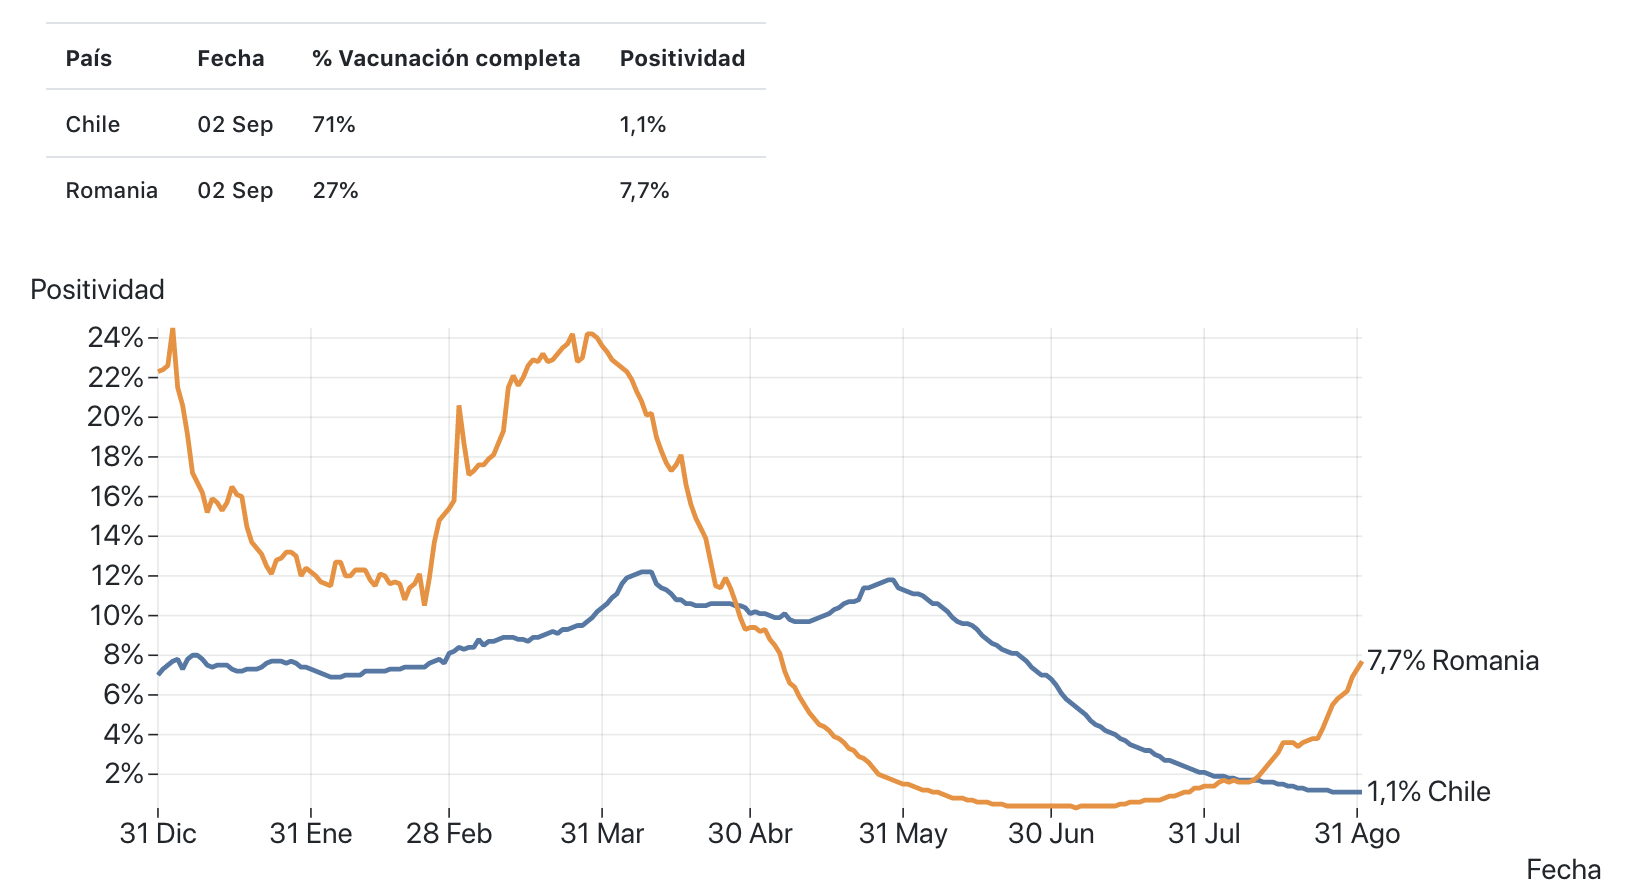 País Fecha % Vacunación completa Positividad
Chile 02 Sep 71% 1,1%
Romania 02 Sep 27% 7,7%
Positividad
24%
22%
20%
18%
16%
14%
12%
10%
8%
6%
4%
2%
7,7% Romania
1,1% Chile
31 Dic 31 Ene 28 Feb 31 Mar 30 Abr 31 May 30 Jun 31 Jul 31 Ago
Fecha